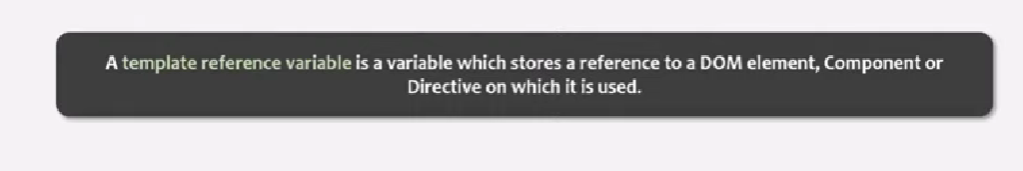 A template reference variable is a variable which stores a reference to a DOM element, Component or
Directive on which it is used.